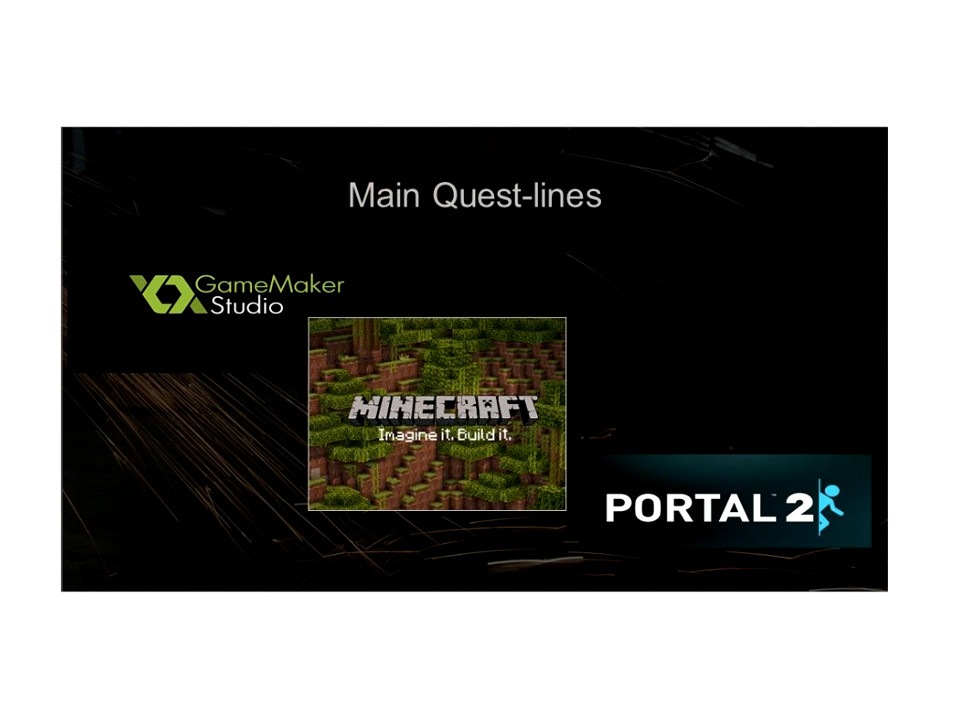 Main Quest-lines
GameMaker
Studio
MINECRAFT
Imagine it. Build it.
PORTAL 2